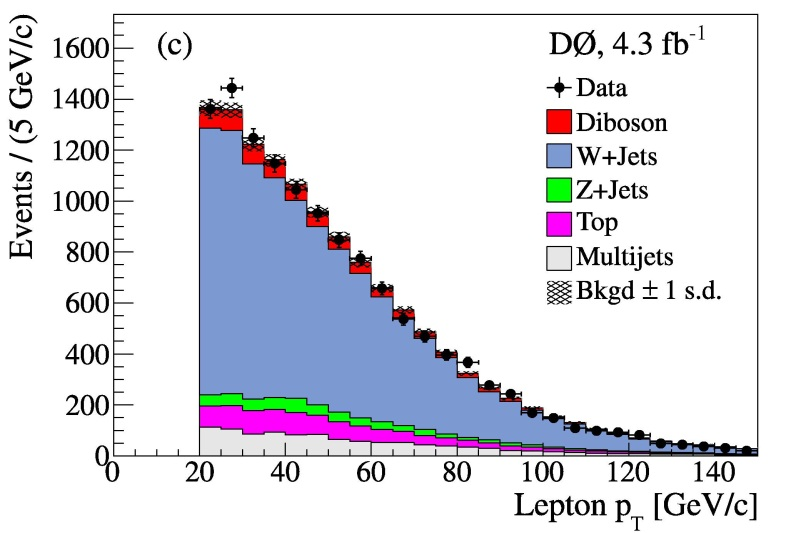 (c)
DØ, 4.3 fb⁻¹
Data
Diboson
W+Jets
Z+Jets
Top
Multijets
Bkgd ± 1 s.d.
Events / (5 GeV/c)
1600
1400
1200
1000
800
600
400
200
0
0 20 40 60 80 100 120 140
Lepton p_T [GeV/c]